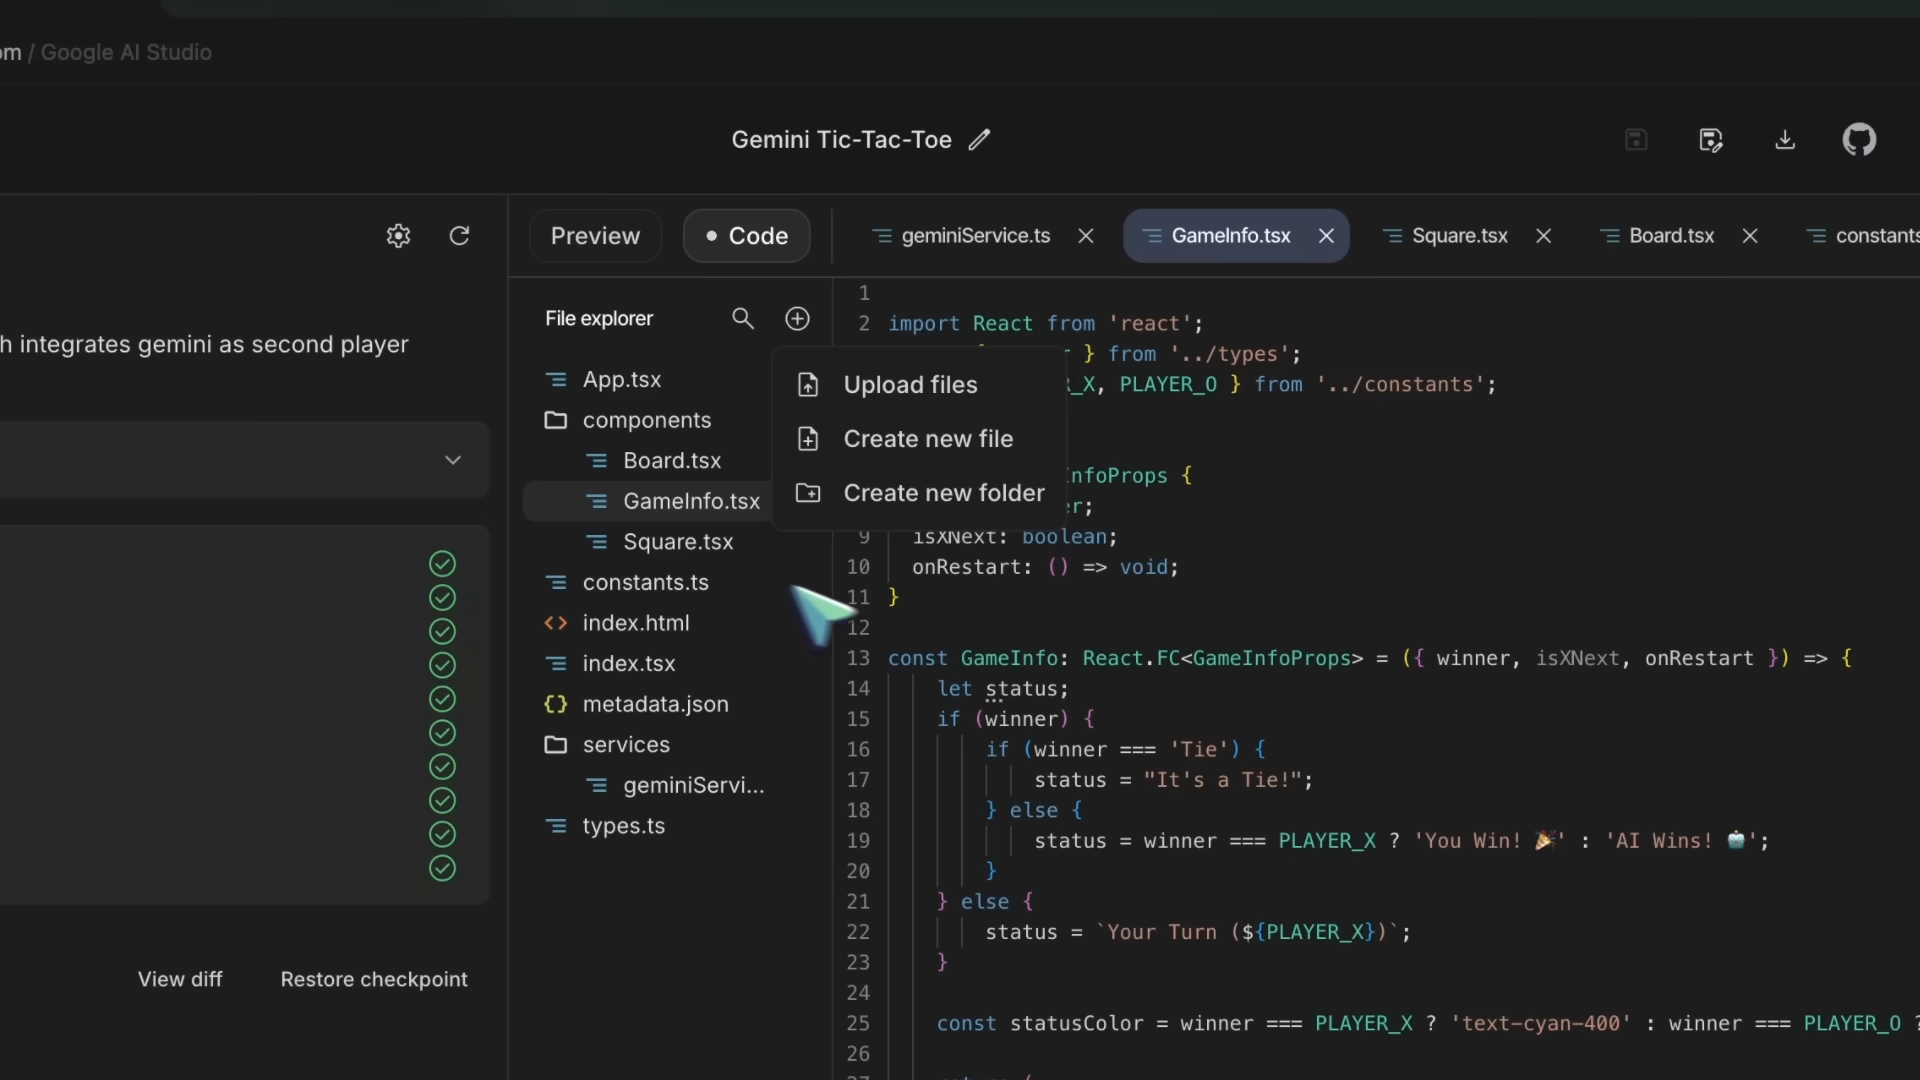 om / Google AI Studio
Gemini Tic-Tac-Toe
Preview
Code
geminiService.ts
GameInfo.tsx
Square.tsx
Board.tsx
constants
h integrates gemini as second player
File explorer
App.tsx
components
Board.tsx
GameInfo.tsx
Square.tsx
constants.ts
index.html
index.tsx
metadata.json
services
geminiServi...
types.ts
Upload files
Create new file
Create new folder
View diff
Restore checkpoint
1
2 import React from 'react';
} from '../types';
_X, PLAYER_O } from '../constants';
nfoProps {
er;
9 isXNext: boolean;
10 onRestart: () => void;
11 }
12
13 const GameInfo: React.FC<GameInfoProps> = ({ winner, isXNext, onRestart }) => {
14 let status;
15 if (winner) {
16 if (winner === 'Tie') {
17 status = "It's a Tie!";
18 } else {
19 status = winner === PLAYER_X ? 'You Win! 🎉' : 'AI Wins! 🤖';
20 }
21 } else {
22 status = `Your Turn (${PLAYER_X})`;
23 }
24
25 const statusColor = winner === PLAYER_X ? 'text-cyan-400' : winner === PLAYER_O ?
26